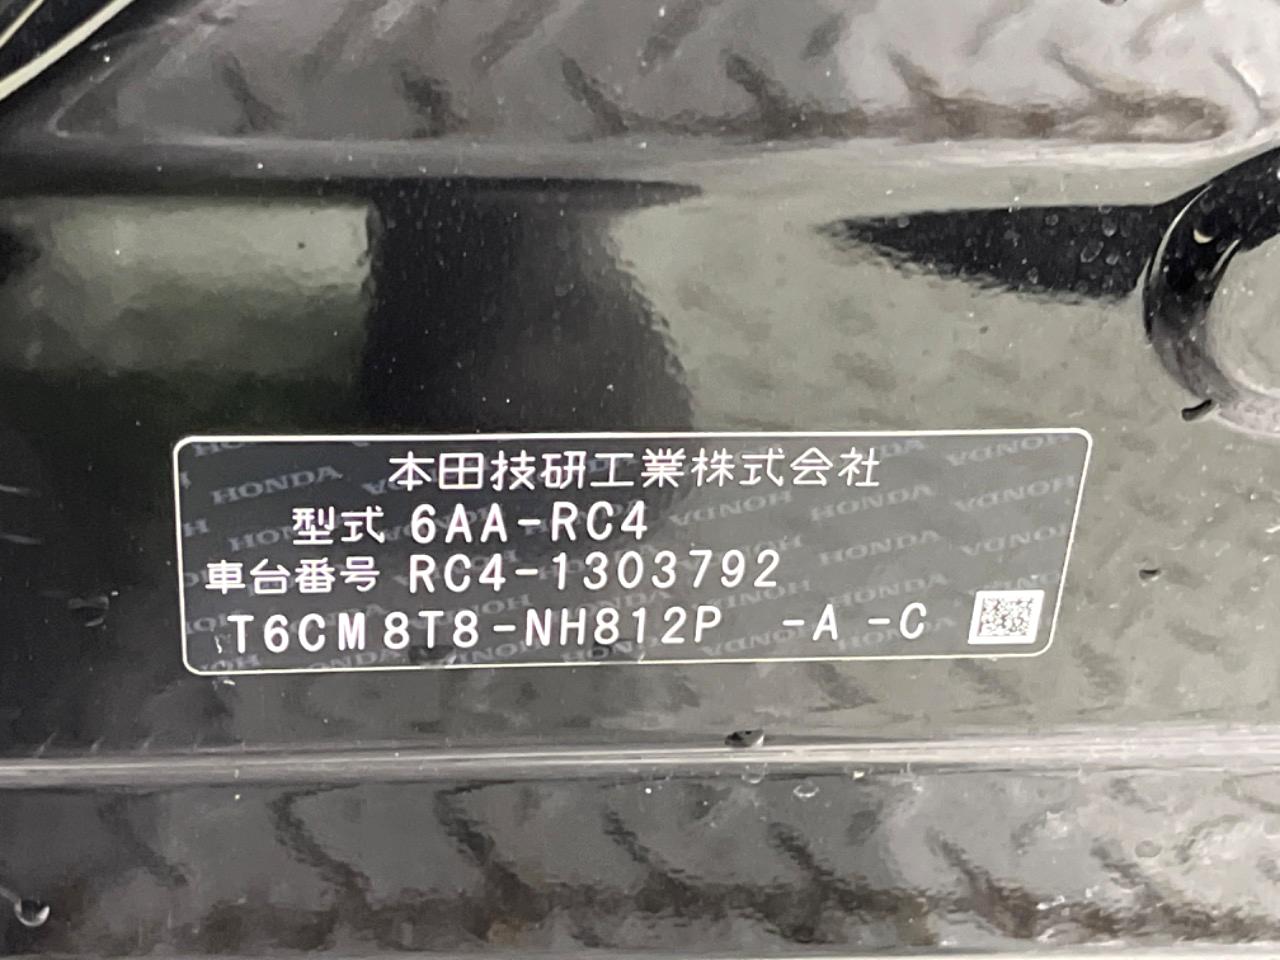 本田技研工業株式会社
型式 6AA-RC4
車台番号 RC4-1303792
T6CM8T8-NH812P -A -C